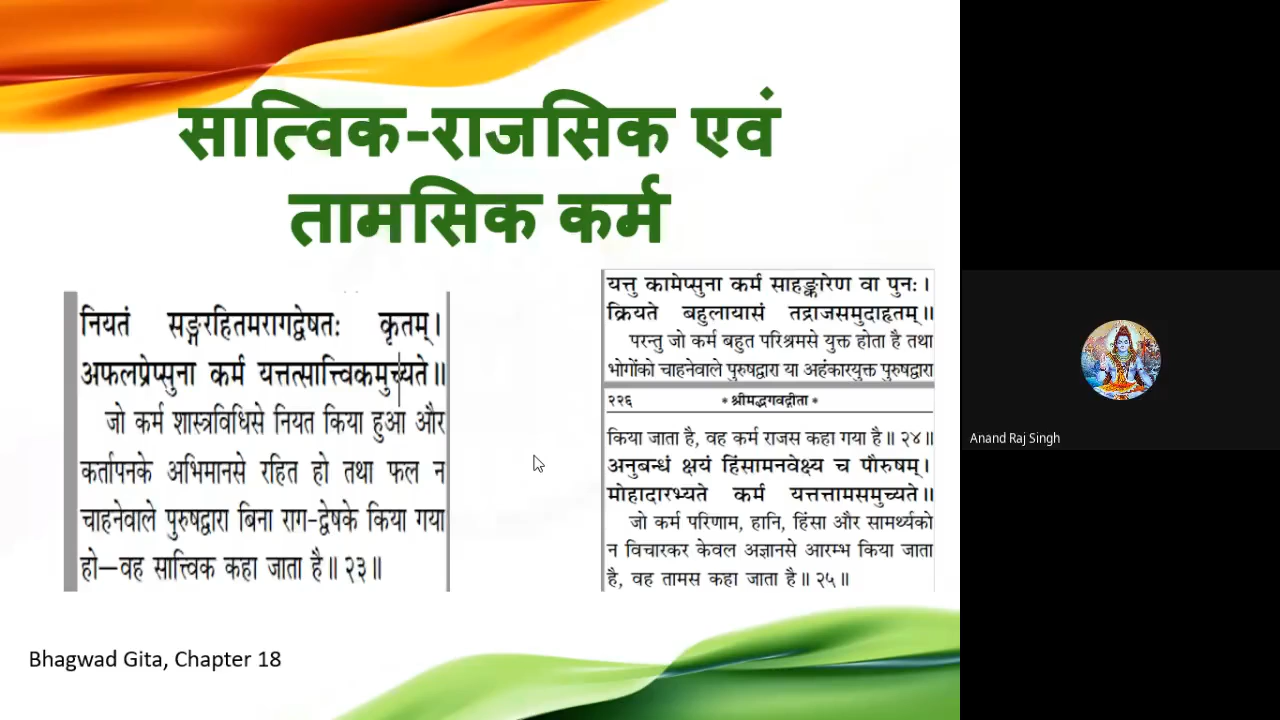 सात्विक-राजसिक एवं
तामसिक कर्म
नियतं सङ्गरहितमरागद्वेषतः कृतम्।
अफलप्रेप्सुना कर्म यत्तत्सात्त्विकमुच्यते॥
जो कर्म शास्त्रविधिसे नियत किया हुआ और
कर्तापनके अभिमानसे रहित हो तथा फल न
चाहनेवाले पुरुषद्वारा बिना राग-द्वेषके किया गया
हो—वह सात्त्विक कहा जाता है॥ २३॥
यत्तु कामेप्सुना कर्म साहङ्कारेण वा पुनः।
क्रियते बहुलायासं तद्राजसमुदाहृतम्॥
परन्तु जो कर्म बहुत परिश्रमसे युक्त होता है तथा
भोगोंको चाहनेवाले पुरुषद्वारा या अहंकारयुक्त पुरुषद्वारा
२२६ * श्रीमद्भगवद्गीता *
किया जाता है, वह कर्म राजस कहा गया है॥ २४॥
अनुबन्धं क्षयं हिंसामनवेक्ष्य च पौरुषम्।
मोहादारभ्यते कर्म यत्तत्तामसमुच्यते॥
जो कर्म परिणाम, हानि, हिंसा और सामर्थ्यको
न विचारकर केवल अज्ञानसे आरम्भ किया जाता
है, वह तामस कहा जाता है॥ २५॥
Bhagwad Gita, Chapter 18
Anand Raj Singh